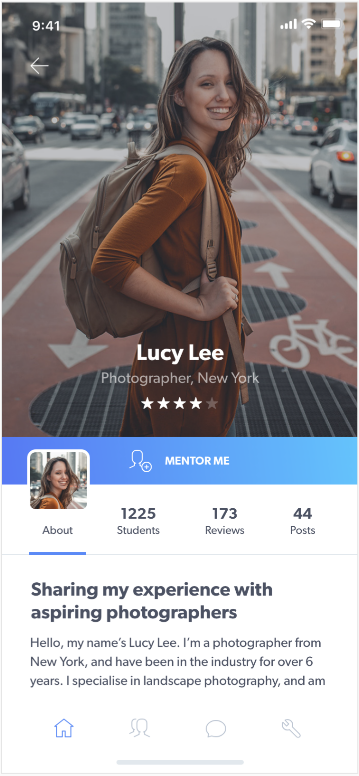 9:41
Lucy Lee
Photographer, New York
MENTOR ME
About
1225
Students
173
Reviews
44
Posts
Sharing my experience with
aspiring photographers
Hello, my name's Lucy Lee. I'm a photographer from
New York, and have been in the industry for over 6
years. I specialise in landscape photography, and am